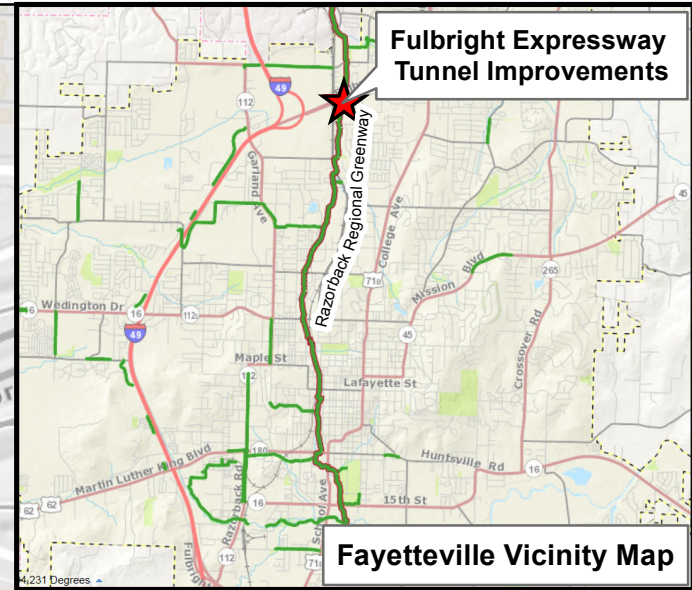 Fulbright Expressway
Tunnel Improvements
49
112
Garland Ave
Razorback Regional Greenway
College Ave
45
71B
Mission Blvd
265
Wedington Dr
16
16
112S
49
45
Crossover Rd
Maple St
112
Lafayette St
Martin Luther King Blvd
180
Huntsville Rd
16
62
62
Razorback Rd
16
School Ave
15th St
112
71B
Fulbright
Fayetteville Vicinity Map
4,231 Degrees